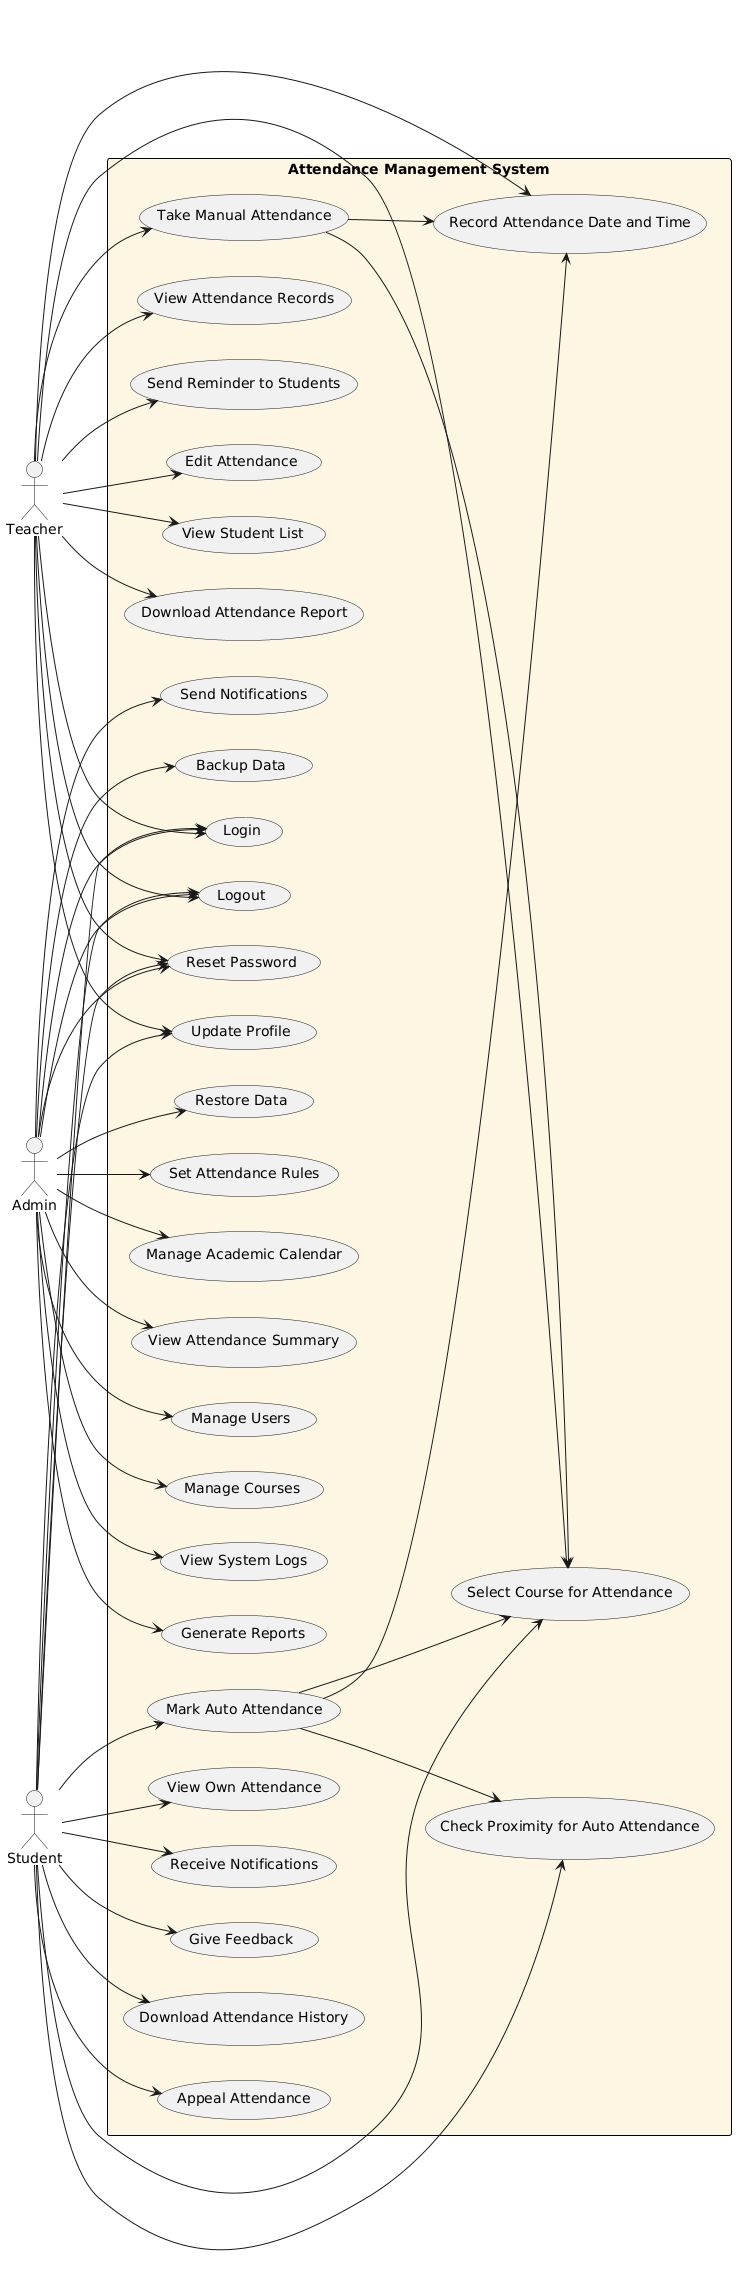 Attendance Management System
Take Manual Attendance
Record Attendance Date and Time
View Attendance Records
Send Reminder to Students
Edit Attendance
Teacher
View Student List
Download Attendance Report
Send Notifications
Backup Data
Login
Logout
Reset Password
Update Profile
Restore Data
Set Attendance Rules
Admin
Manage Academic Calendar
View Attendance Summary
Manage Users
Manage Courses
View System Logs
Select Course for Attendance
Generate Reports
Mark Auto Attendance
View Own Attendance
Check Proximity for Auto Attendance
Student
Receive Notifications
Give Feedback
Download Attendance History
Appeal Attendance